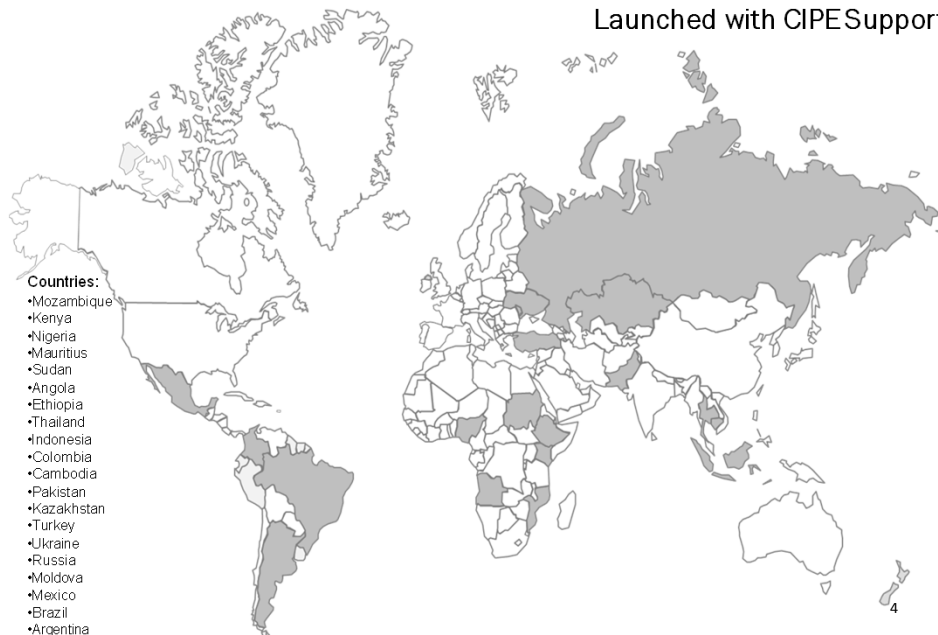 Launched with CIPE Support
Countries:
•Mozambique
•Kenya
•Nigeria
•Mauritius
•Sudan
•Angola
•Ethiopia
•Thailand
•Indonesia
•Colombia
•Cambodia
•Pakistan
•Kazakhstan
•Turkey
•Ukraine
•Russia
•Moldova
•Mexico
•Brazil
•Argentina
4